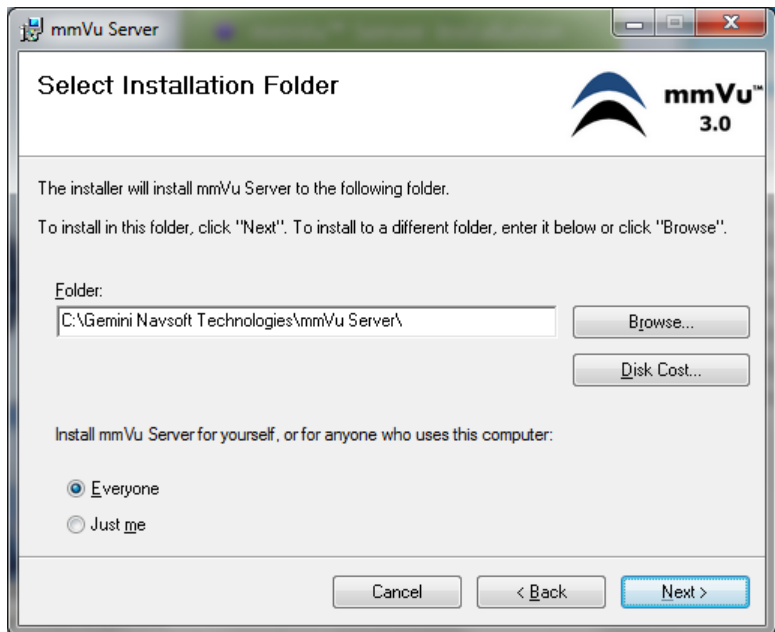 mmVu Server
Select Installation Folder
mmVu™
3.0
The installer will install mmVu Server to the following folder.
To install in this folder, click "Next". To install to a different folder, enter it below or click "Browse".
Folder:
C:\Gemini Navsoft Technologies\mmVu Server\
Browse...
Disk Cost...
Install mmVu Server for yourself, or for anyone who uses this computer:
Everyone
Just me
Cancel
< Back
Next >